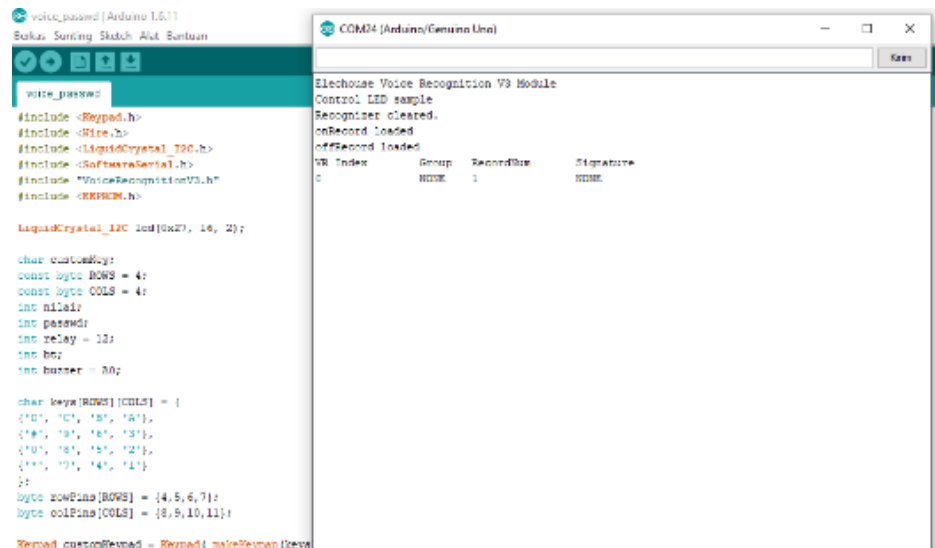 voice_passwd | Arduino 1.6.11
Berkas Sunting Sketch Alat Bantuan
voice_passwd
#include <Keypad.h>
#include <Wire.h>
#include <LiquidCrystal_I2C.h>
#include <SoftwareSerial.h>
#include "VoiceRecognitionV3.h"
#include <EEPROM.h>
LiquidCrystal_I2C lcd(0x27, 16, 2);
char customKey;
const byte ROWS = 4;
const byte COLS = 4;
int nilai;
int passwd;
int relay = 12;
int bt;
int buzzer = A0;
char keys[ROWS][COLS] = {
{'D', 'C', 'B', 'A'},
{'#', '9', '6', '3'},
{'0', '8', '5', '2'},
{'*', '7', '4', '1'}
};
byte rowPins[ROWS] = {4,5,6,7};
byte colPins[COLS] = {8,9,10,11};
Keypad customKeypad = Keypad( makeKeymap(keys
COM24 (Arduino/Genuino Uno)
Kirim
Elechouse Voice Recognition V3 Module
Control LED sample
Recognizer cleared.
onRecord loaded
offRecord loaded
VR Index Group RecordNum Signature
0 NONE 1 NONE